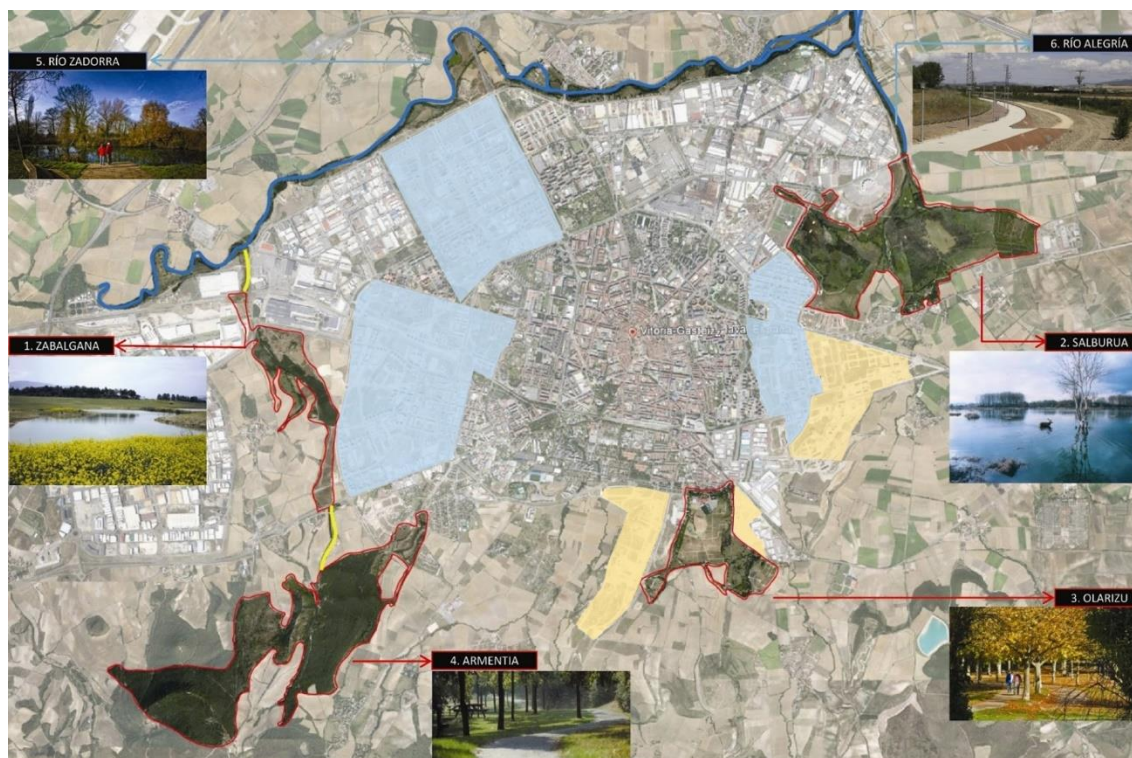 5. RÍO ZADORRA
6. RÍO ALEGRÍA
1. ZABALGANA
2. SALBURUA
3. OLARIZU
4. ARMENTIA